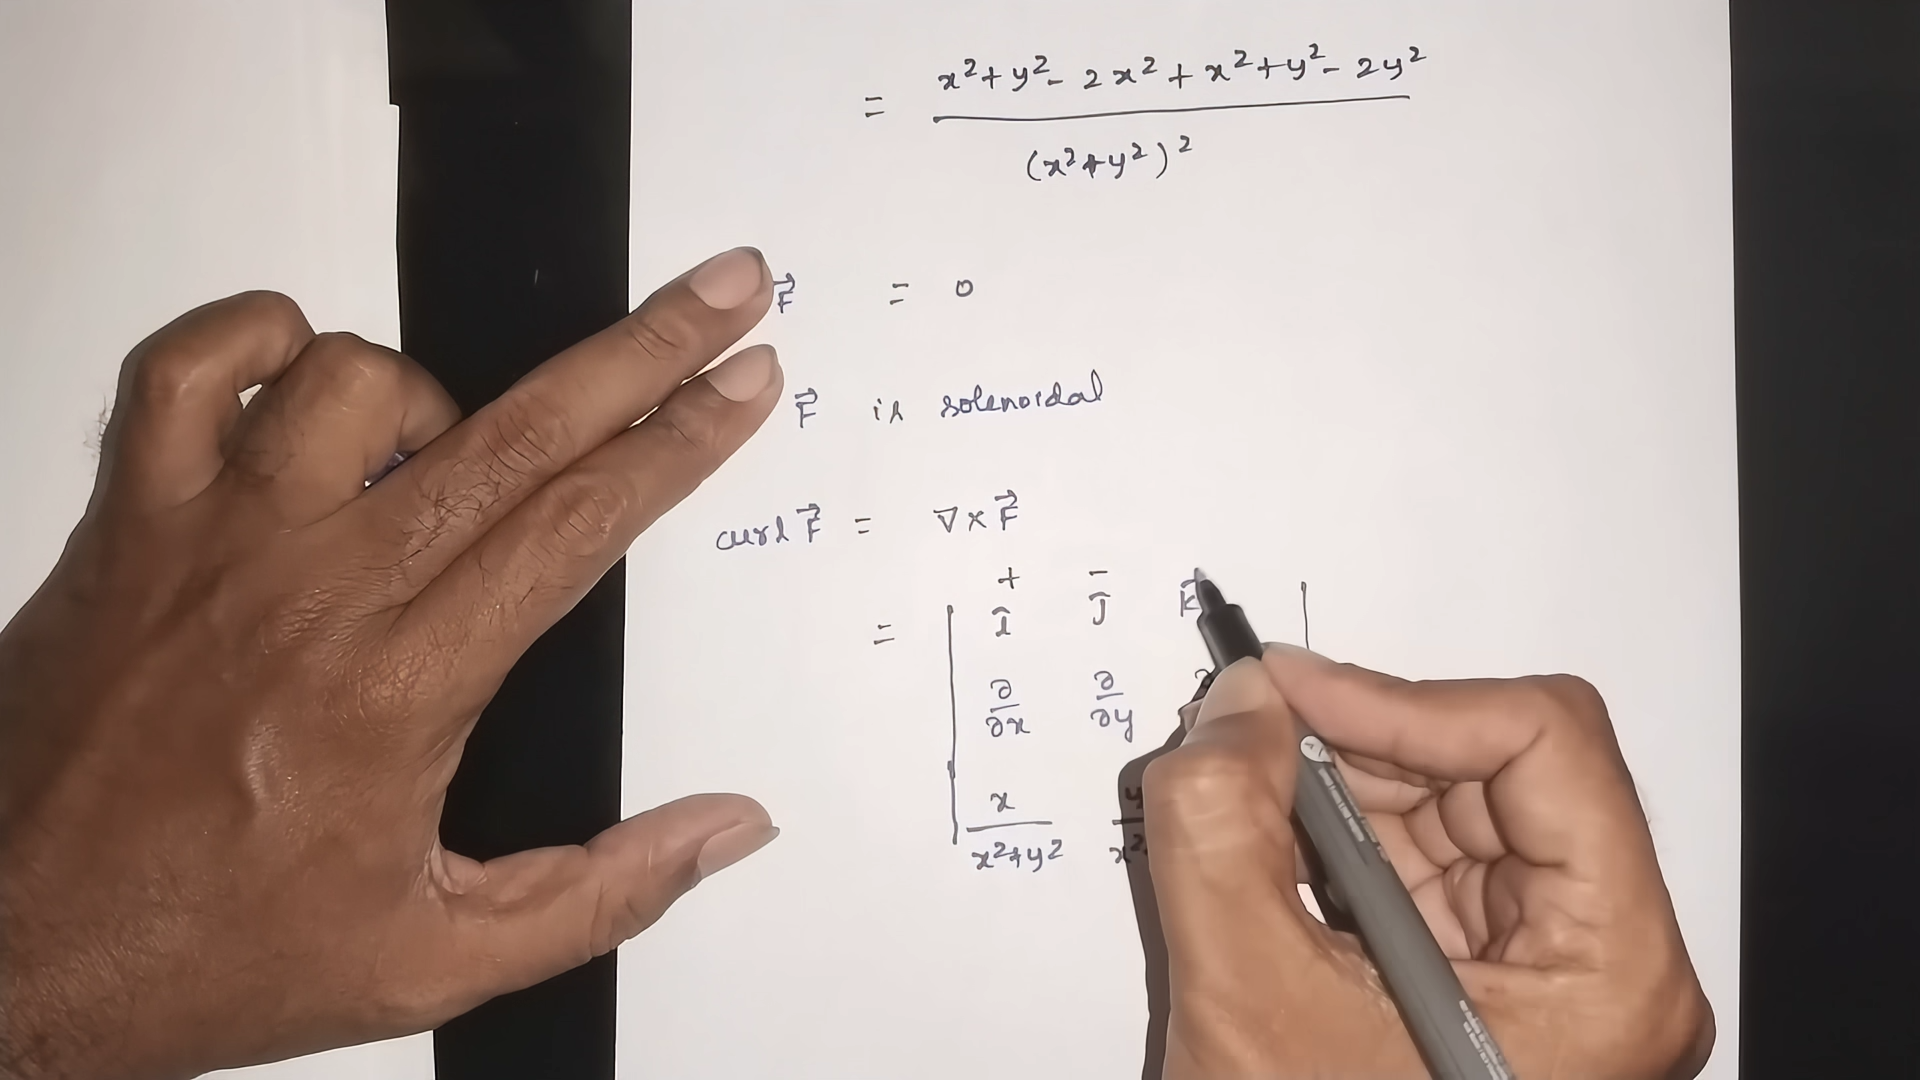 = x²+y²- 2x² + x²+y²- 2y²
(x²+y²)²
F⃗ = 0
F⃗ is solenoidal
curl F⃗ = ∇×F⃗
+ -
= | i j k |
∂/∂x ∂/∂y
x/x²+y²